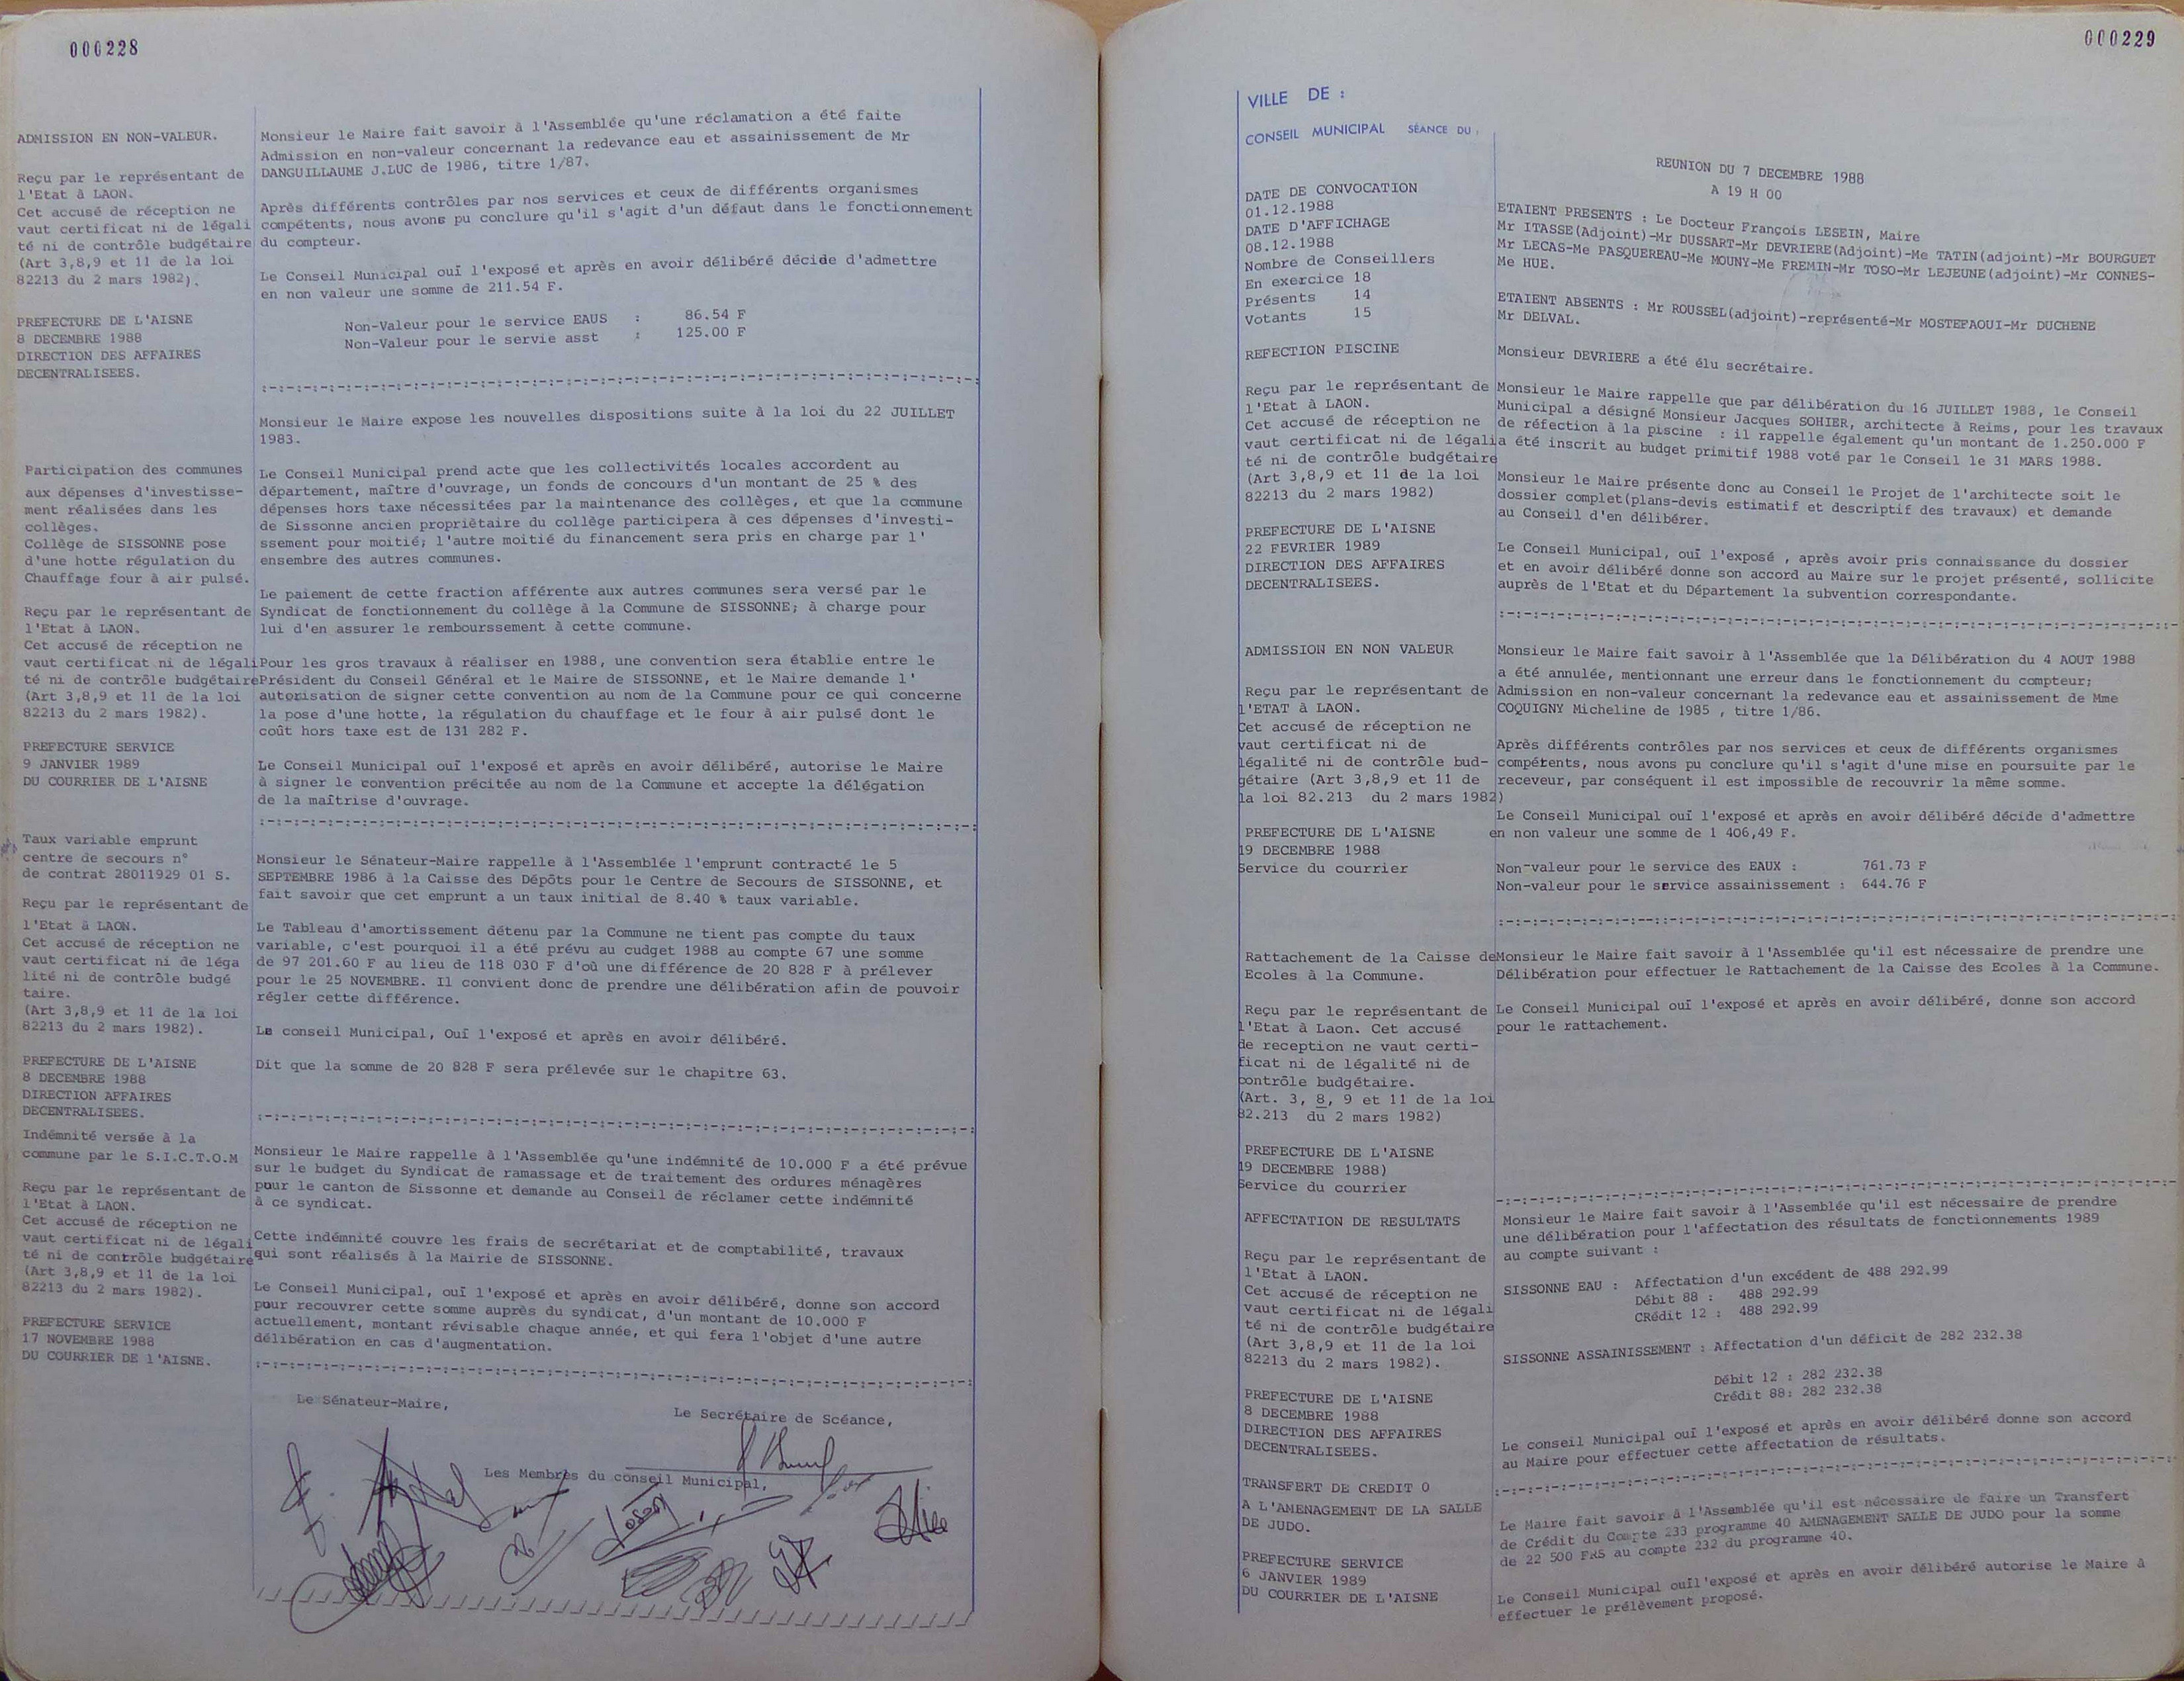 000228
ADMISSION EN NON-VALEUR.
Reçu par le représentant de
l'Etat à LAON.
Cet accusé de réception ne
vaut certificat ni de légali
té ni de contrôle budgétaire
(Art 3,8,9 et 11 de la loi
82213 du 2 mars 1982).
PREFECTURE DE L'AISNE
8 DECEMBRE 1988
DIRECTION DES AFFAIRES
DECENTRALISEES.
Monsieur le Maire fait savoir à l'Assemblée qu'une réclamation a été faite
Admission en non-valeur concernant la redevance eau et assainissement de Mr
DANGUILLAUME J.LUC de 1986, titre 1/87.
Après différents contrôles par nos services et ceux de différents organismes
compétents, nous avons pu conclure qu'il s'agit d'un défaut dans le fonctionnement
du compteur.
Le Conseil Municipal ouï l'exposé et après en avoir délibéré décide d'admettre
en non valeur une somme de 211.54 F.
Non-Valeur pour le service EAUS : 86.54 F
Non-Valeur pour le servie asst : 125.00 F
Monsieur le Maire expose les nouvelles dispositions suite à la loi du 22 JUILLET
1983.
Participation des communes
aux dépenses d'investisse-
ment réalisées dans les
collèges.
Collège de SISSONNE pose
d'une hotte régulation du
Chauffage four à air pulsé.
Reçu par le représentant de
l'Etat à LAON.
Cet accusé de réception ne
vaut certificat ni de légali
té ni de contrôle budgétaire
(Art 3,8,9 et 11 de la loi
82213 du 2 mars 1982).
PREFECTURE SERVICE
9 JANVIER 1989
DU COURRIER DE L'AISNE
Le Conseil Municipal prend acte que les collectivités locales accordent au
département, maître d'ouvrage, un fonds de concours d'un montant de 25 % des
dépenses hors taxe nécessitées par la maintenance des collèges, et que la commune
de Sissonne ancien propriétaire du collège participera à ces dépenses d'investi-
ssement pour moitié; l'autre moitié du financement sera pris en charge par l'
ensembre des autres communes.
Le paiement de cette fraction afférente aux autres communes sera versé par le
Syndicat de fonctionnement du collège à la Commune de SISSONNE; à charge pour
lui d'en assurer le rembourssement à cette commune.
Pour les gros travaux à réaliser en 1988, une convention sera établie entre le
Président du Conseil Général et le Maire de SISSONNE, et le Maire demande l'
autorisation de signer cette convention au nom de la Commune pour ce qui concerne
la pose d'une hotte, la régulation du chauffage et le four à air pulsé dont le
coût hors taxe est de 131 282 F.
Le Conseil Municipal ouï l'exposé et après en avoir délibéré, autorise le Maire
à signer le convention précitée au nom de la Commune et accepte la délégation
de la maîtrise d'ouvrage.
Taux variable emprunt
centre de secours n°
de contrat 28011929 01 S.
Reçu par le représentant de
l'Etat à LAON.
Cet accusé de réception ne
vaut certificat ni de léga
lité ni de contrôle budgé
taire.
(Art 3,8,9 et 11 de la loi
82213 du 2 mars 1982).
PREFECTURE DE L'AISNE
8 DECEMBRE 1988
DIRECTION AFFAIRES
DECENTRALISEES.
Monsieur le Sénateur-Maire rappelle à l'Assemblée l'emprunt contracté le 5
SEPTEMBRE 1986 à la Caisse des Dépôts pour le Centre de Secours de SISSONNE, et
fait savoir que cet emprunt a un taux initial de 8.40 % taux variable.
Le Tableau d'amortissement détenu par la Commune ne tient pas compte du taux
variable, c'est pourquoi il a été prévu au cudget 1988 au compte 67 une somme
de 97 201.60 F au lieu de 118 030 F d'où une différence de 20 828 F à prélever
pour le 25 NOVEMBRE. Il convient donc de prendre une délibération afin de pouvoir
régler cette différence.
Le conseil Municipal, Ouï l'exposé et après en avoir délibéré.
Dit que la somme de 20 828 F sera prélevée sur le chapitre 63.
Indémnité versée à la
commune par le S.I.C.T.O.M
Reçu par le représentant de
l'Etat à LAON.
Cet accusé de réception ne
vaut certificat ni de légali
té ni de contrôle budgétaire
(Art 3,8,9 et 11 de la loi
82213 du 2 mars 1982).
PREFECTURE SERVICE
17 NOVEMBRE 1988
DU COURRIER DE l'AISNE.
Monsieur le Maire rappelle à l'Assemblée qu'une indémnité de 10.000 F a été prévue
sur le budget du Syndicat de ramassage et de traitement des ordures ménagères
pour le canton de Sissonne et demande au Conseil de réclamer cette indémnité
à ce syndicat.
Cette indémnité couvre les frais de secrétariat et de comptabilité, travaux
qui sont réalisés à la Mairie de SISSONNE.
Le Conseil Municipal, ouï l'exposé et après en avoir délibéré, donne son accord
pour recouvrer cette somme auprès du syndicat, d'un montant de 10.000 F
actuellement, montant révisable chaque année, et qui fera l'objet d'une autre
délibération en cas d'augmentation.
Le Sénateur-Maire,
Le Secrétaire de Scéance,
Les Membres du conseil Municipal,
000229
VILLE DE :
CONSEIL MUNICIPAL SÉANCE DU :
REUNION DU 7 DECEMBRE 1988
A 19 H 00
DATE DE CONVOCATION
01.12.1988
DATE D'AFFICHAGE
08.12.1988
Nombre de Conseillers
En exercice 18
Présents 14
Votants 15
ETAIENT PRESENTS : Le Docteur François LESEIN, Maire
Mr ITASSE(Adjoint)-Mr DUSSART-Mr DEVRIERE(Adjoint)-Me TATIN(adjoint)-Mr BOURGUET
Mr LECAS-Me PASQUEREAU-Me MOUNY-Me FREMIN-Mr TOSO-Mr LEJEUNE(adjoint)-Mr CONNES-
Me HUE.
ETAIENT ABSENTS : Mr ROUSSEL(adjoint)-représenté-Mr MOSTEFAOUI-Mr DUCHENE
Mr DELVAL.
Monsieur DEVRIERE a été élu secrétaire.
REFECTION PISCINE
Reçu par le représentant de
l'Etat à LAON.
Cet accusé de réception ne
vaut certificat ni de légali
té ni de contrôle budgétaire
(Art 3,8,9 et 11 de la loi
82213 du 2 mars 1982)
PREFECTURE DE L'AISNE
22 FEVRIER 1989
DIRECTION DES AFFAIRES
DECENTRALISEES.
Monsieur le Maire rappelle que par délibération du 16 JUILLET 1983, le Conseil
Municipal a désigné Monsieur Jacques SOHIER, architecte à Reims, pour les travaux
de réfection à la piscine : il rappelle également qu'un montant de 1.250.000 F
a été inscrit au budget primitif 1988 voté par le Conseil le 31 MARS 1988.
Monsieur le Maire présente donc au Conseil le Projet de l'architecte soit le
dossier complet(plans-devis estimatif et descriptif des travaux) et demande
au Conseil d'en délibérer.
Le Conseil Municipal, ouï l'exposé , après avoir pris connaissance du dossier
et en avoir délibéré donne son accord au Maire sur le projet présenté, sollicite
auprès de l'Etat et du Département la subvention correspondante.
ADMISSION EN NON VALEUR
Reçu par le représentant de
l'ETAT à LAON.
Cet accusé de réception ne
vaut certificat ni de
légalité ni de contrôle bud-
gétaire (Art 3,8,9 et 11 de
la loi 82.213 du 2 mars 1982)
PREFECTURE DE L'AISNE
19 DECEMBRE 1988
Service du courrier
Monsieur le Maire fait savoir à l'Assemblée que la Délibération du 4 AOUT 1988
a été annulée, mentionnant une erreur dans le fonctionnement du compteur;
Admission en non-valeur concernant la redevance eau et assainissement de Mme
COQUIGNY Micheline de 1985 , titre 1/86.
Après différents contrôles par nos services et ceux de différents organismes
compétents, nous avons pu conclure qu'il s'agit d'une mise en poursuite par le
receveur, par conséquent il est impossible de recouvrir la même somme.
Le Conseil Municipal ouï l'exposé et après en avoir délibéré décide d'admettre
en non valeur une somme de 1 406,49 F.
Non-valeur pour le service des EAUX : 761.73 F
Non-valeur pour le service assainissement : 644.76 F
Rattachement de la Caisse de
Ecoles à la Commune.
Reçu par le représentant de
l'Etat à Laon. Cet accusé
de reception ne vaut certi-
ficat ni de légalité ni de
contrôle budgétaire.
(Art. 3, 8, 9 et 11 de la loi
82.213 du 2 mars 1982)
PREFECTURE DE L'AISNE
19 DECEMBRE 1988)
Service du courrier
Monsieur le Maire fait savoir à l'Assemblée qu'il est nécessaire de prendre une
Délibération pour effectuer le Rattachement de la Caisse des Ecoles à la Commune.
Le Conseil Municipal ouï l'exposé et après en avoir délibéré, donne son accord
pour le rattachement.
AFFECTATION DE RESULTATS
Reçu par le représentant de
l'Etat à LAON.
Cet accusé de réception ne
vaut certificat ni de légali
té ni de contrôle budgétaire
(Art 3,8,9 et 11 de la loi
82213 du 2 mars 1982).
PREFECTURE DE L'AISNE
8 DECEMBRE 1988
DIRECTION DES AFFAIRES
DECENTRALISEES.
Monsieur le Maire fait savoir à l'Assemblée qu'il est nécessaire de prendre
une délibération pour l'affectation des résultats de fonctionnements 1989
au compte suivant :
SISSONNE EAU : Affectation d'un excédent de 488 292.99
Débit 88 : 488 292.99
CRédit 12 : 488 292.99
SISSONNE ASSAINISSEMENT : Affectation d'un déficit de 282 232.38
Débit 12 : 282 232.38
Crédit 88: 282 232.38
Le conseil Municipal ouï l'exposé et après en avoir délibéré donne son accord
au Maire pour effectuer cette affectation de résultats.
TRANSFERT DE CREDIT O
A L'AMENAGEMENT DE LA SALLE
DE JUDO.
PREFECTURE SERVICE
6 JANVIER 1989
DU COURRIER DE L'AISNE
Le Maire fait savoir à l'Assemblée qu'il est nécessaire de faire un Transfert
de Crédit du Compte 233 programme 40 AMENAGEMENT SALLE DE JUDO pour la somme
de 22 500 FRS au compte 232 du programme 40.
Le Conseil Municipal ouïl'exposé et après en avoir délibéré autorise le Maire à
effectuer le prélèvement proposé.